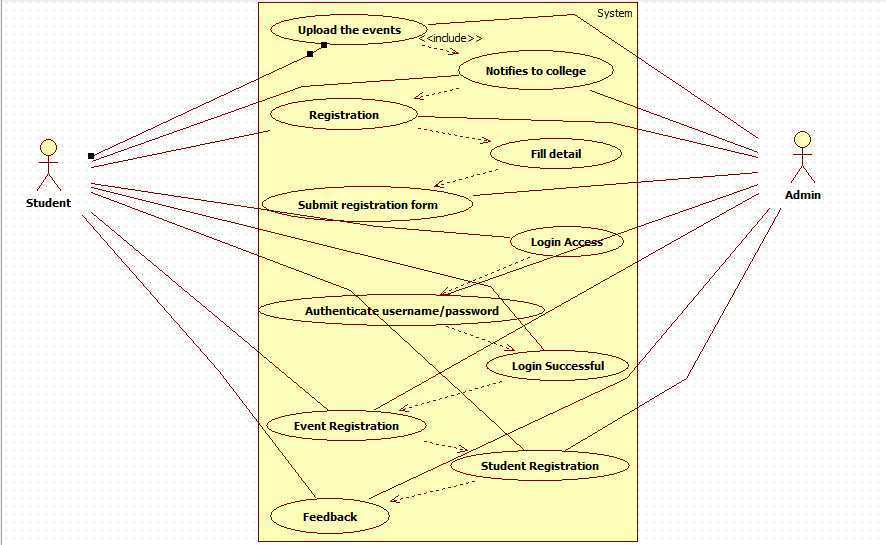 System
Upload the events
<<include>>
Notifies to college
Registration
Fill detail
Student
Admin
Submit registration form
Login Access
Authenticate username/password
Login Successful
Event Registration
Student Registration
Feedback